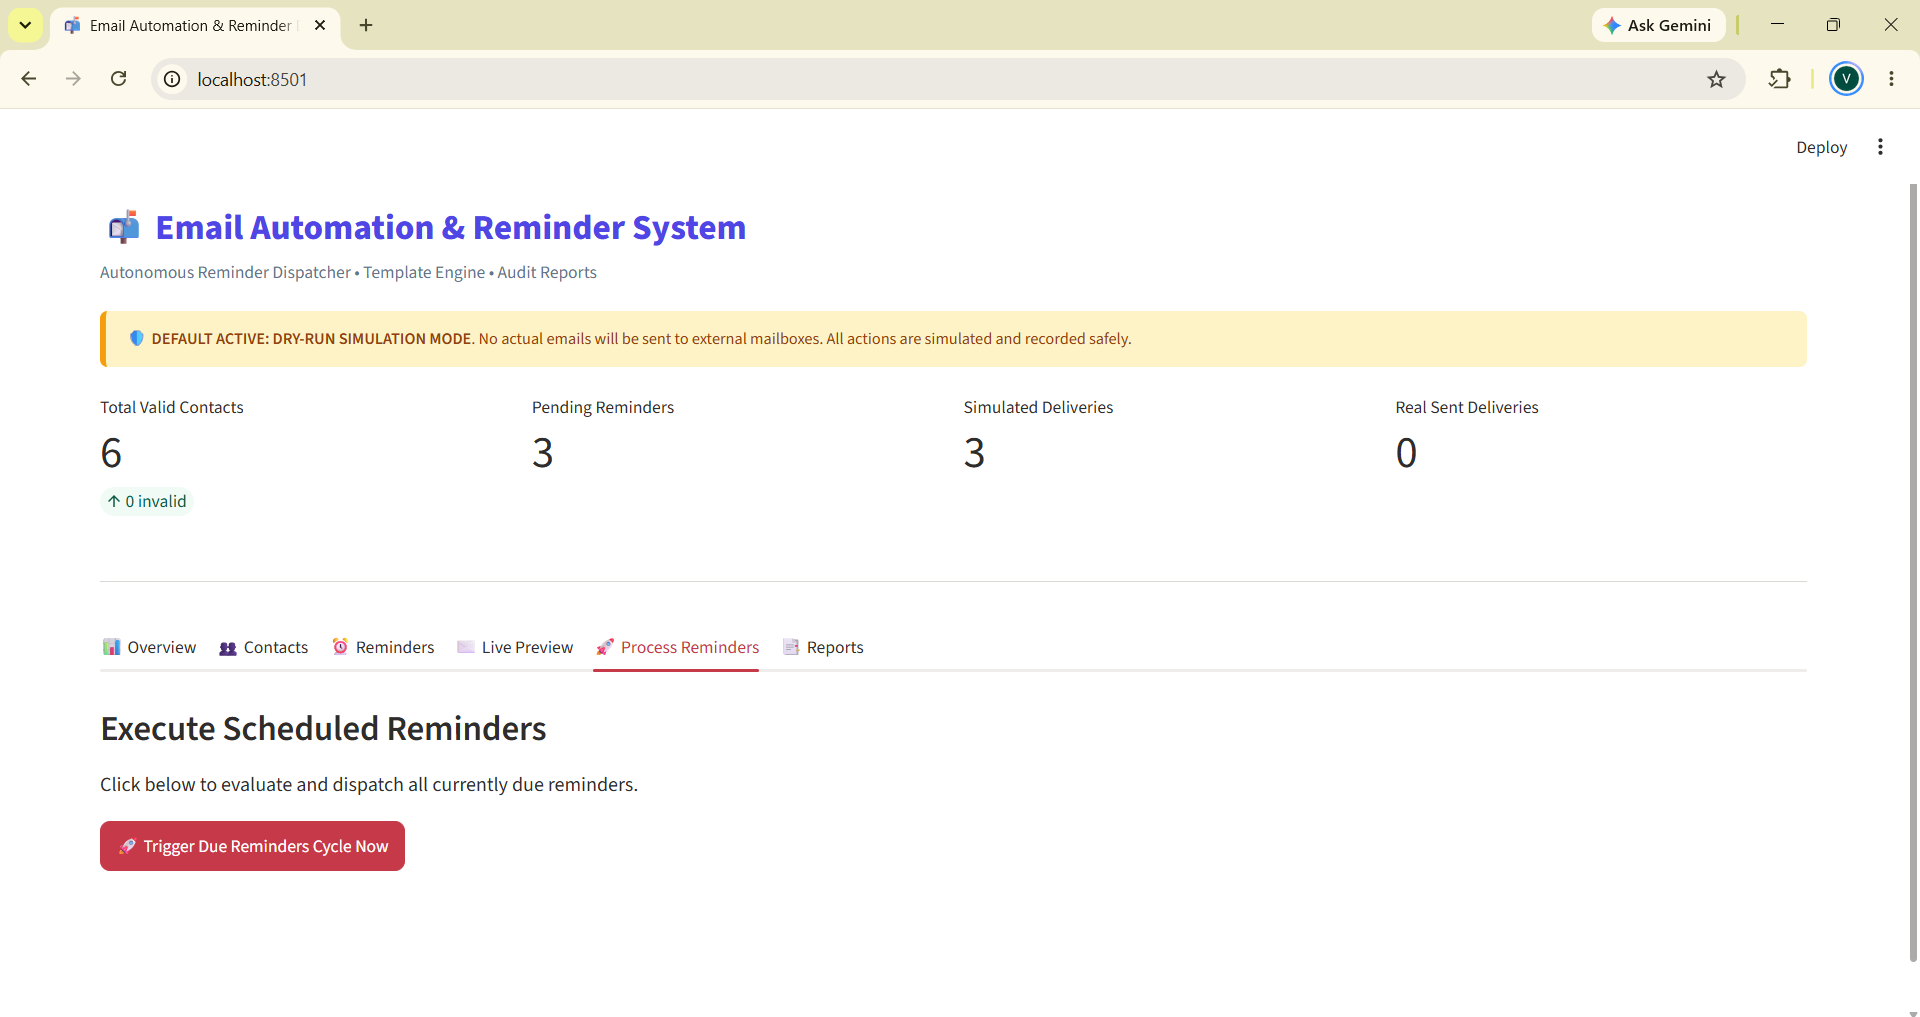 Email Automation & Reminder
Ask Gemini
localhost:8501
V
Deploy
Email Automation & Reminder System
Autonomous Reminder Dispatcher • Template Engine • Audit Reports
DEFAULT ACTIVE: DRY-RUN SIMULATION MODE. No actual emails will be sent to external mailboxes. All actions are simulated and recorded safely.
Total Valid Contacts
6
↑ 0 invalid
Pending Reminders
3
Simulated Deliveries
3
Real Sent Deliveries
0
Overview
Contacts
Reminders
Live Preview
Process Reminders
Reports
Execute Scheduled Reminders
Click below to evaluate and dispatch all currently due reminders.
Trigger Due Reminders Cycle Now